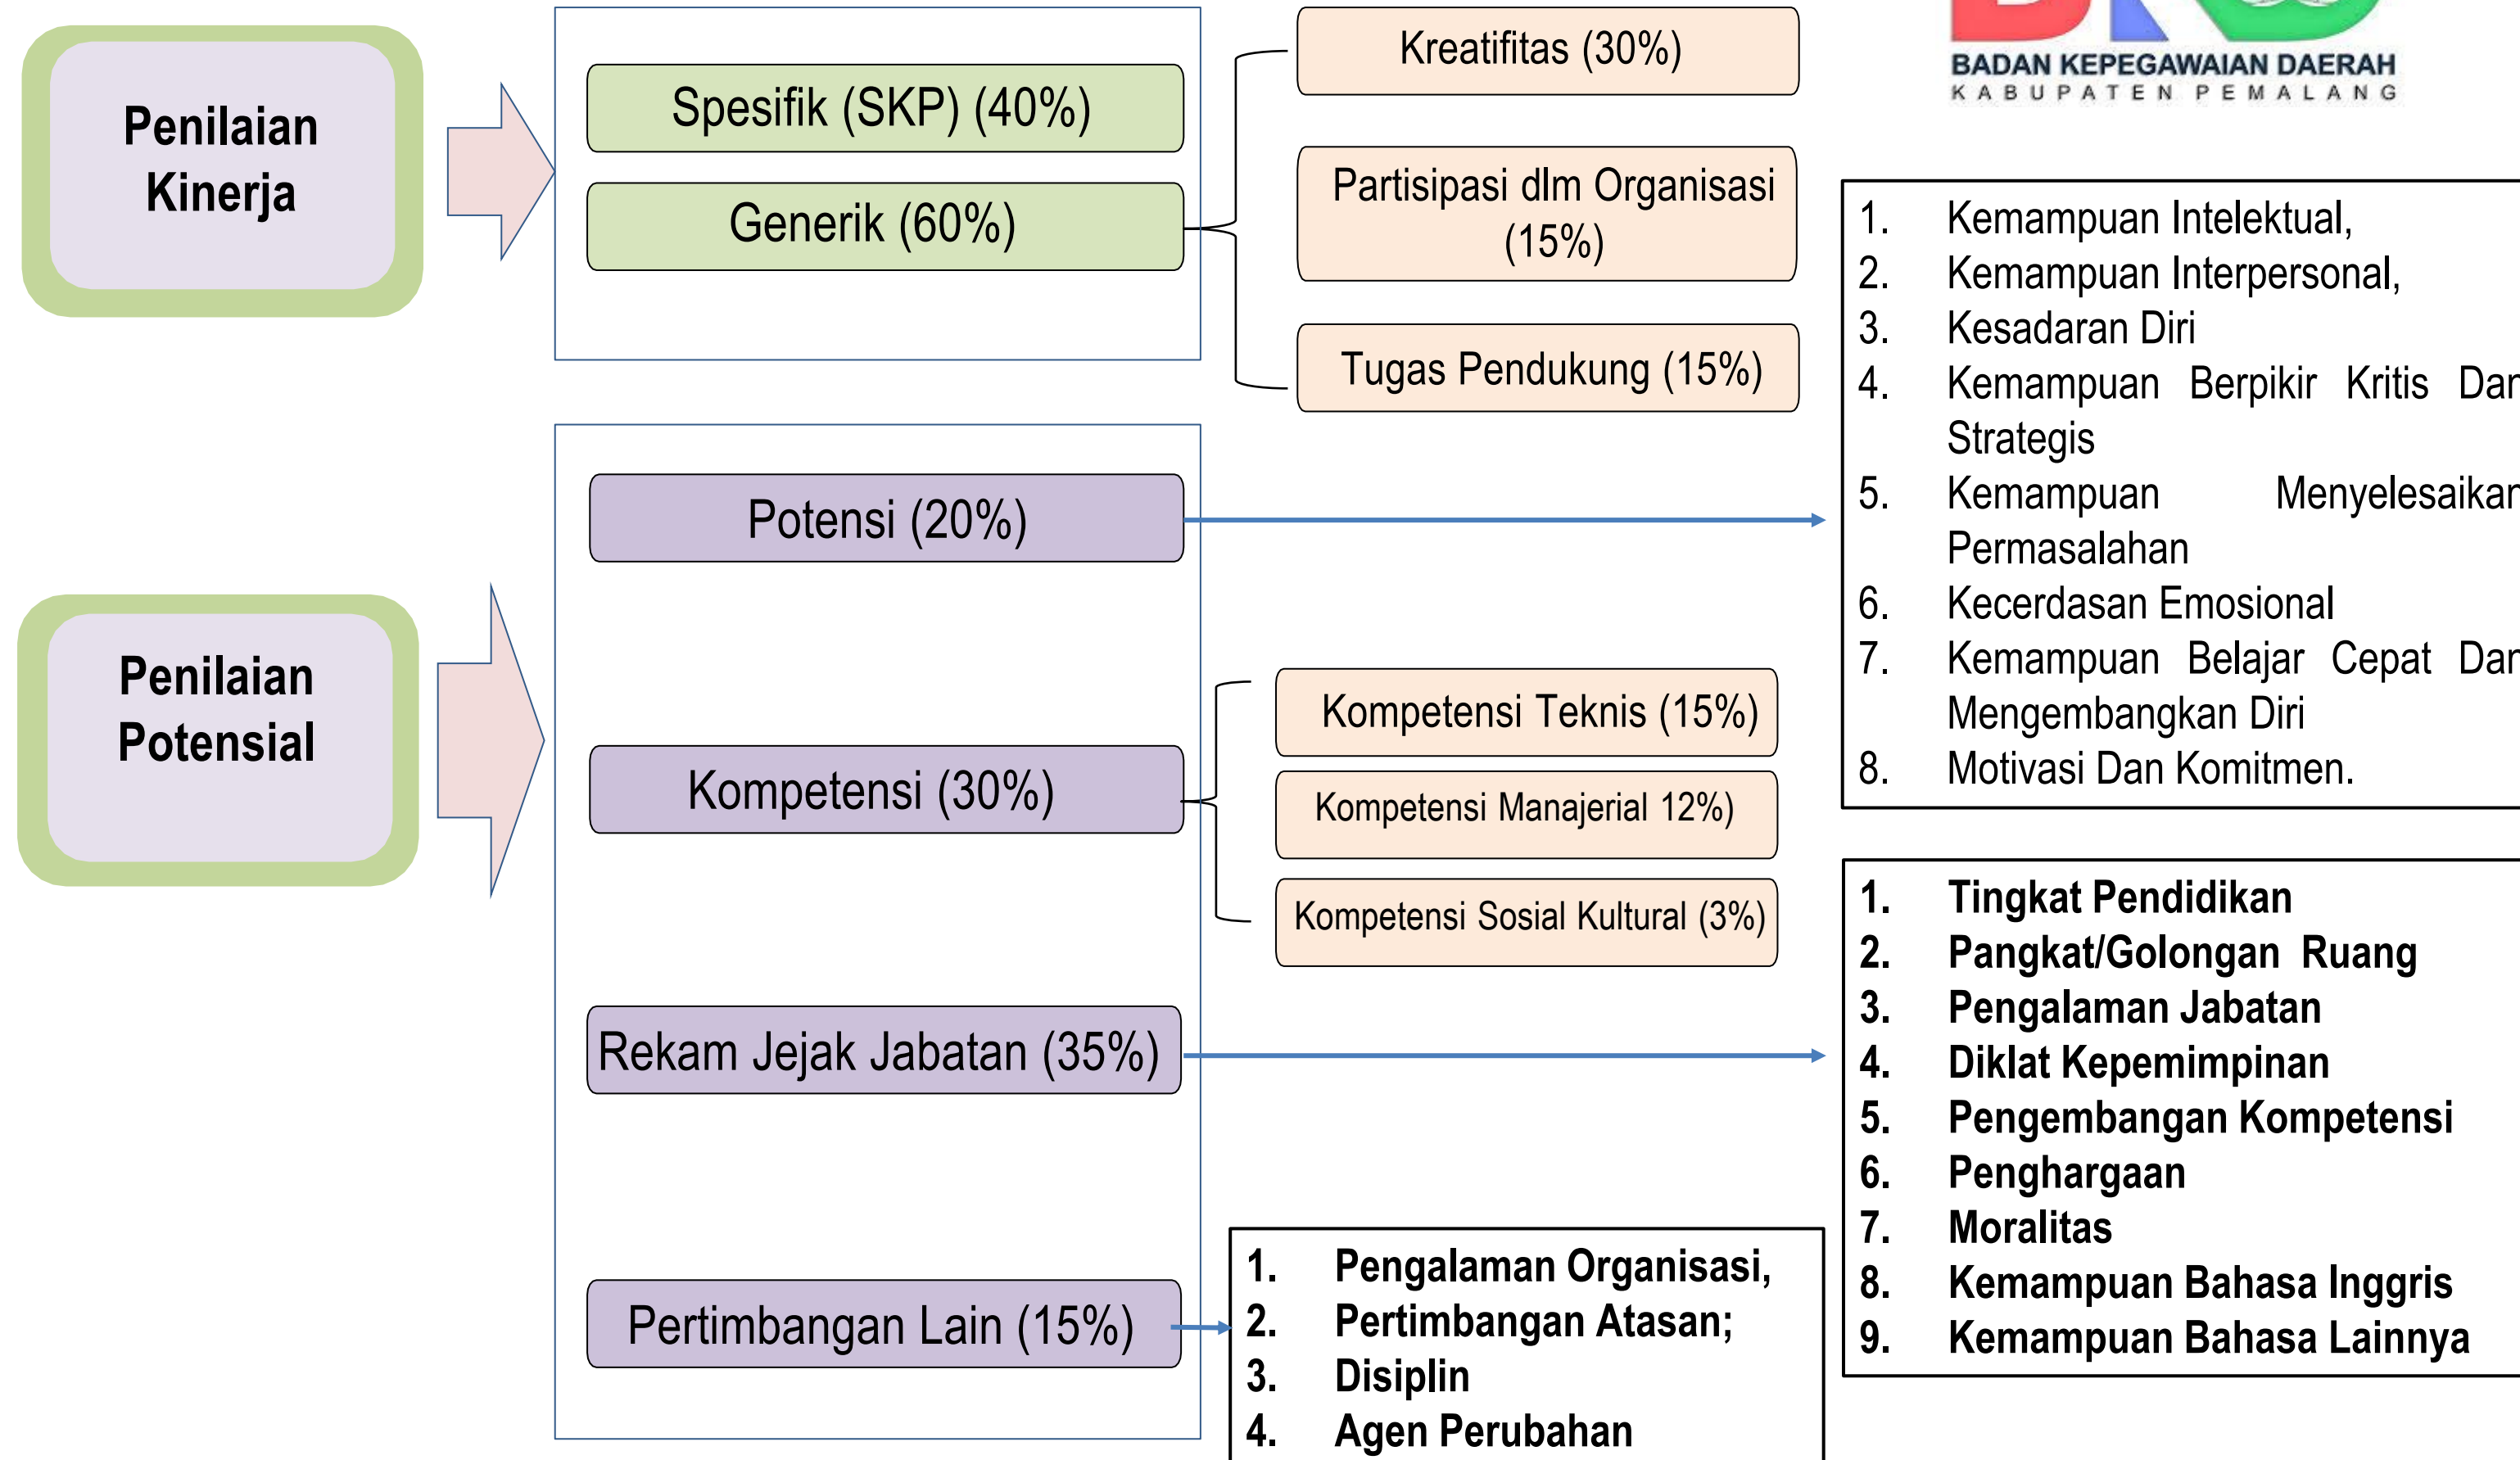 Penilaian
Kinerja
Spesifik (SKP) (40%)
Generik (60%)
Kreatifitas (30%)
Partisipasi dlm Organisasi
(15%)
Tugas Pendukung (15%)
BADAN KEPEGAWAIAN DAERAH
KABUPATEN PEMALANG
Penilaian
Potensial
Potensi (20%)
1. Kemampuan Intelektual,
2. Kemampuan Interpersonal,
3. Kesadaran Diri
4. Kemampuan Berpikir Kritis Dan
Strategis
5. Kemampuan Menyelesaikan
Permasalahan
6. Kecerdasan Emosional
7. Kemampuan Belajar Cepat Dan
Mengembangkan Diri
8. Motivasi Dan Komitmen.
Kompetensi (30%)
Kompetensi Teknis (15%)
Kompetensi Manajerial 12%)
Kompetensi Sosial Kultural (3%)
Rekam Jejak Jabatan (35%)
1. Tingkat Pendidikan
2. Pangkat/Golongan Ruang
3. Pengalaman Jabatan
4. Diklat Kepemimpinan
5. Pengembangan Kompetensi
6. Penghargaan
7. Moralitas
8. Kemampuan Bahasa Inggris
9. Kemampuan Bahasa Lainnya
Pertimbangan Lain (15%)
1. Pengalaman Organisasi,
2. Pertimbangan Atasan;
3. Disiplin
4. Agen Perubahan